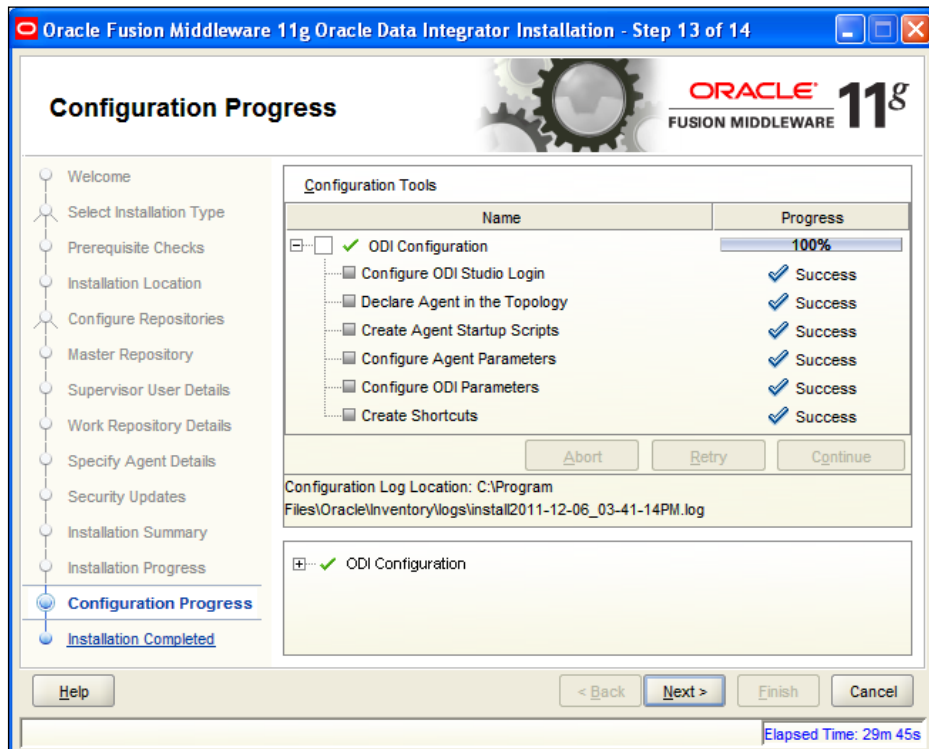 Oracle Fusion Middleware 11g Oracle Data Integrator Installation - Step 13 of 14
Configuration Progress
ORACLE
FUSION MIDDLEWARE
11g
Welcome
Select Installation Type
Prerequisite Checks
Installation Location
Configure Repositories
Master Repository
Supervisor User Details
Work Repository Details
Specify Agent Details
Security Updates
Installation Summary
Installation Progress
Configuration Progress
Installation Completed
Configuration Tools
Name Progress
ODI Configuration 100%
Configure ODI Studio Login Success
Declare Agent in the Topology Success
Create Agent Startup Scripts Success
Configure Agent Parameters Success
Configure ODI Parameters Success
Create Shortcuts Success
Abort Retry Continue
Configuration Log Location: C:\Program
Files\Oracle\Inventory\logs\install2011-12-06_03-41-14PM.log
ODI Configuration
Help < Back Next > Finish Cancel
Elapsed Time: 29m 45s